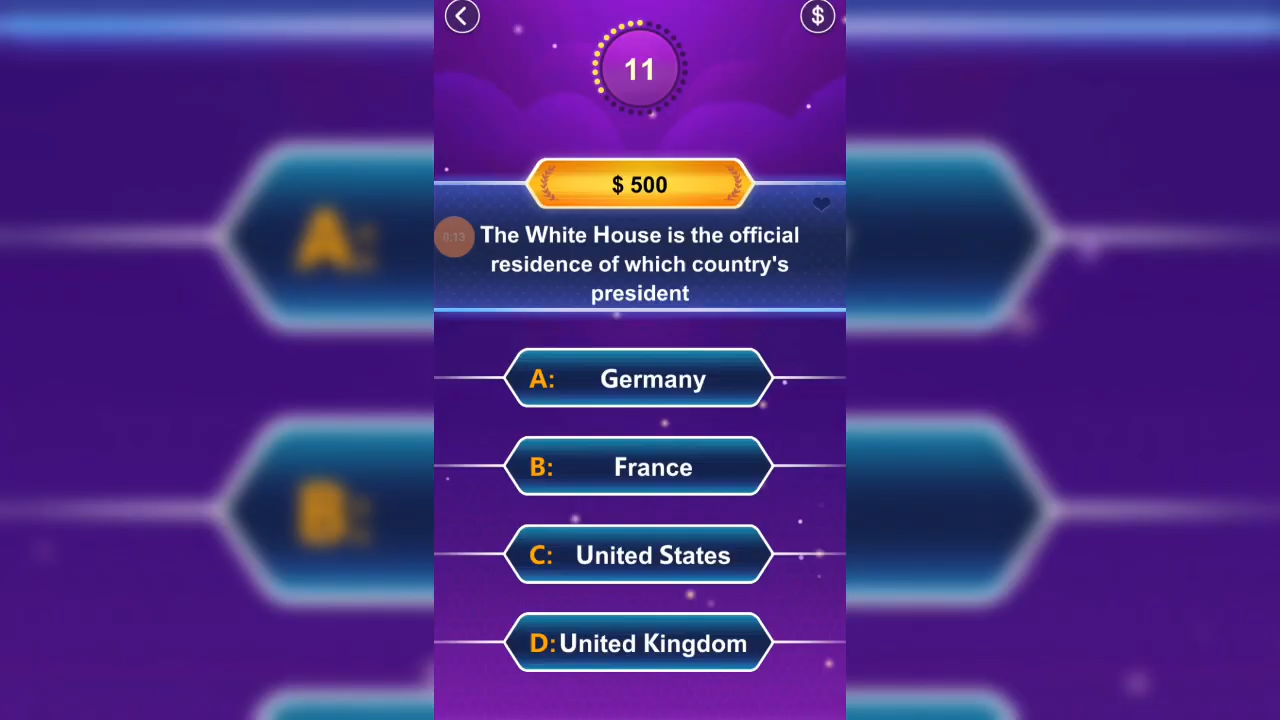 $
11
$ 500
The White House is the official
residence of which country's
president
A: Germany
B: France
C: United States
D: United Kingdom
A:
B: